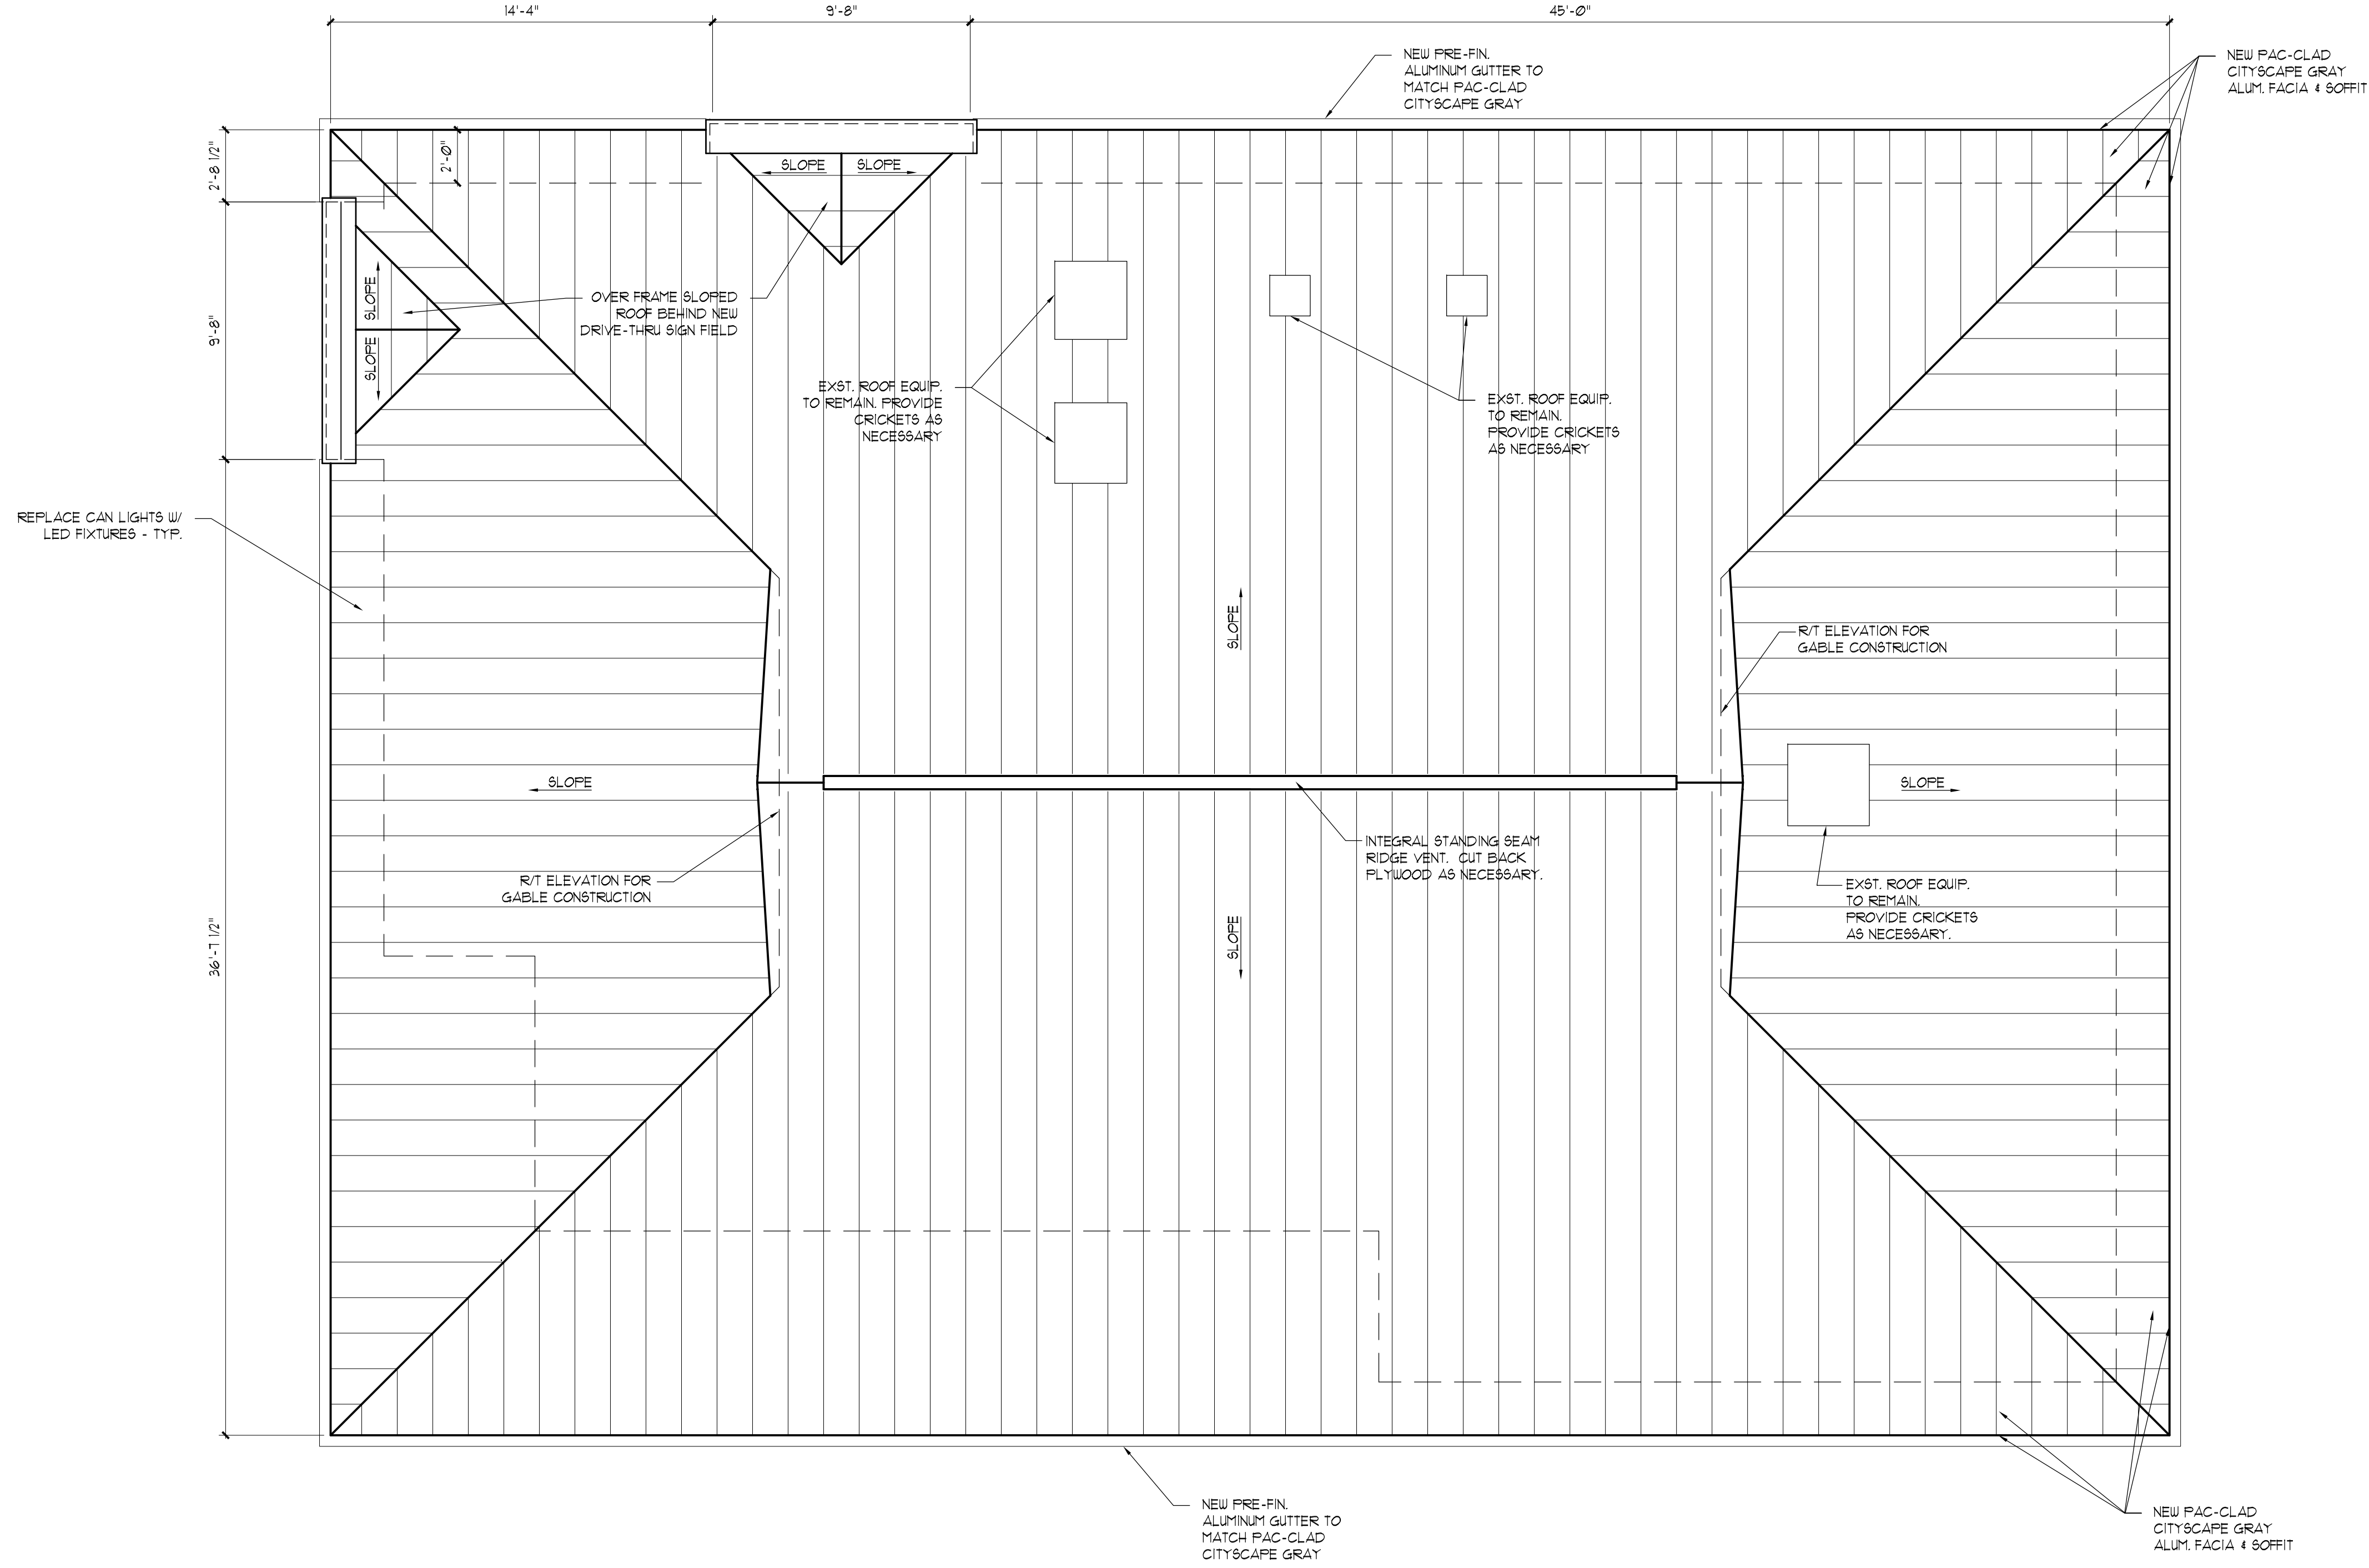 14'-4"
9'-8"
45'-0"
NEW PRE-FIN.
ALUMINUM GUTTER TO
MATCH PAC-CLAD
CITYSCAPE GRAY
NEW PAC-CLAD
CITYSCAPE GRAY
ALUM. FACIA & SOFFIT
2'-8 1/2"
2'-0"
SLOPE
SLOPE
9'-8"
SLOPE
SLOPE
OVER FRAME SLOPED
ROOF BEHIND NEW
DRIVE-THRU SIGN FIELD
EXST. ROOF EQUIP.
TO REMAIN. PROVIDE
CRICKETS AS
NECESSARY
EXST. ROOF EQUIP.
TO REMAIN.
PROVIDE CRICKETS
AS NECESSARY
REPLACE CAN LIGHTS W/
LED FIXTURES - TYP.
SLOPE
R/T ELEVATION FOR
GABLE CONSTRUCTION
SLOPE
SLOPE
INTEGRAL STANDING SEAM
RIDGE VENT. CUT BACK
PLYWOOD AS NECESSARY.
R/T ELEVATION FOR
GABLE CONSTRUCTION
EXST. ROOF EQUIP.
TO REMAIN.
PROVIDE CRICKETS
AS NECESSARY.
36'-7 1/2"
SLOPE
NEW PRE-FIN.
ALUMINUM GUTTER TO
MATCH PAC-CLAD
CITYSCAPE GRAY
NEW PAC-CLAD
CITYSCAPE GRAY
ALUM. FACIA & SOFFIT